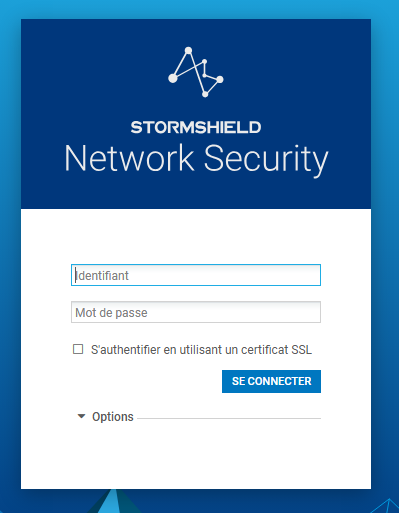 STORMSHIELD
Network Security
Identifiant
Mot de passe
S'authentifier en utilisant un certificat SSL
SE CONNECTER
Options